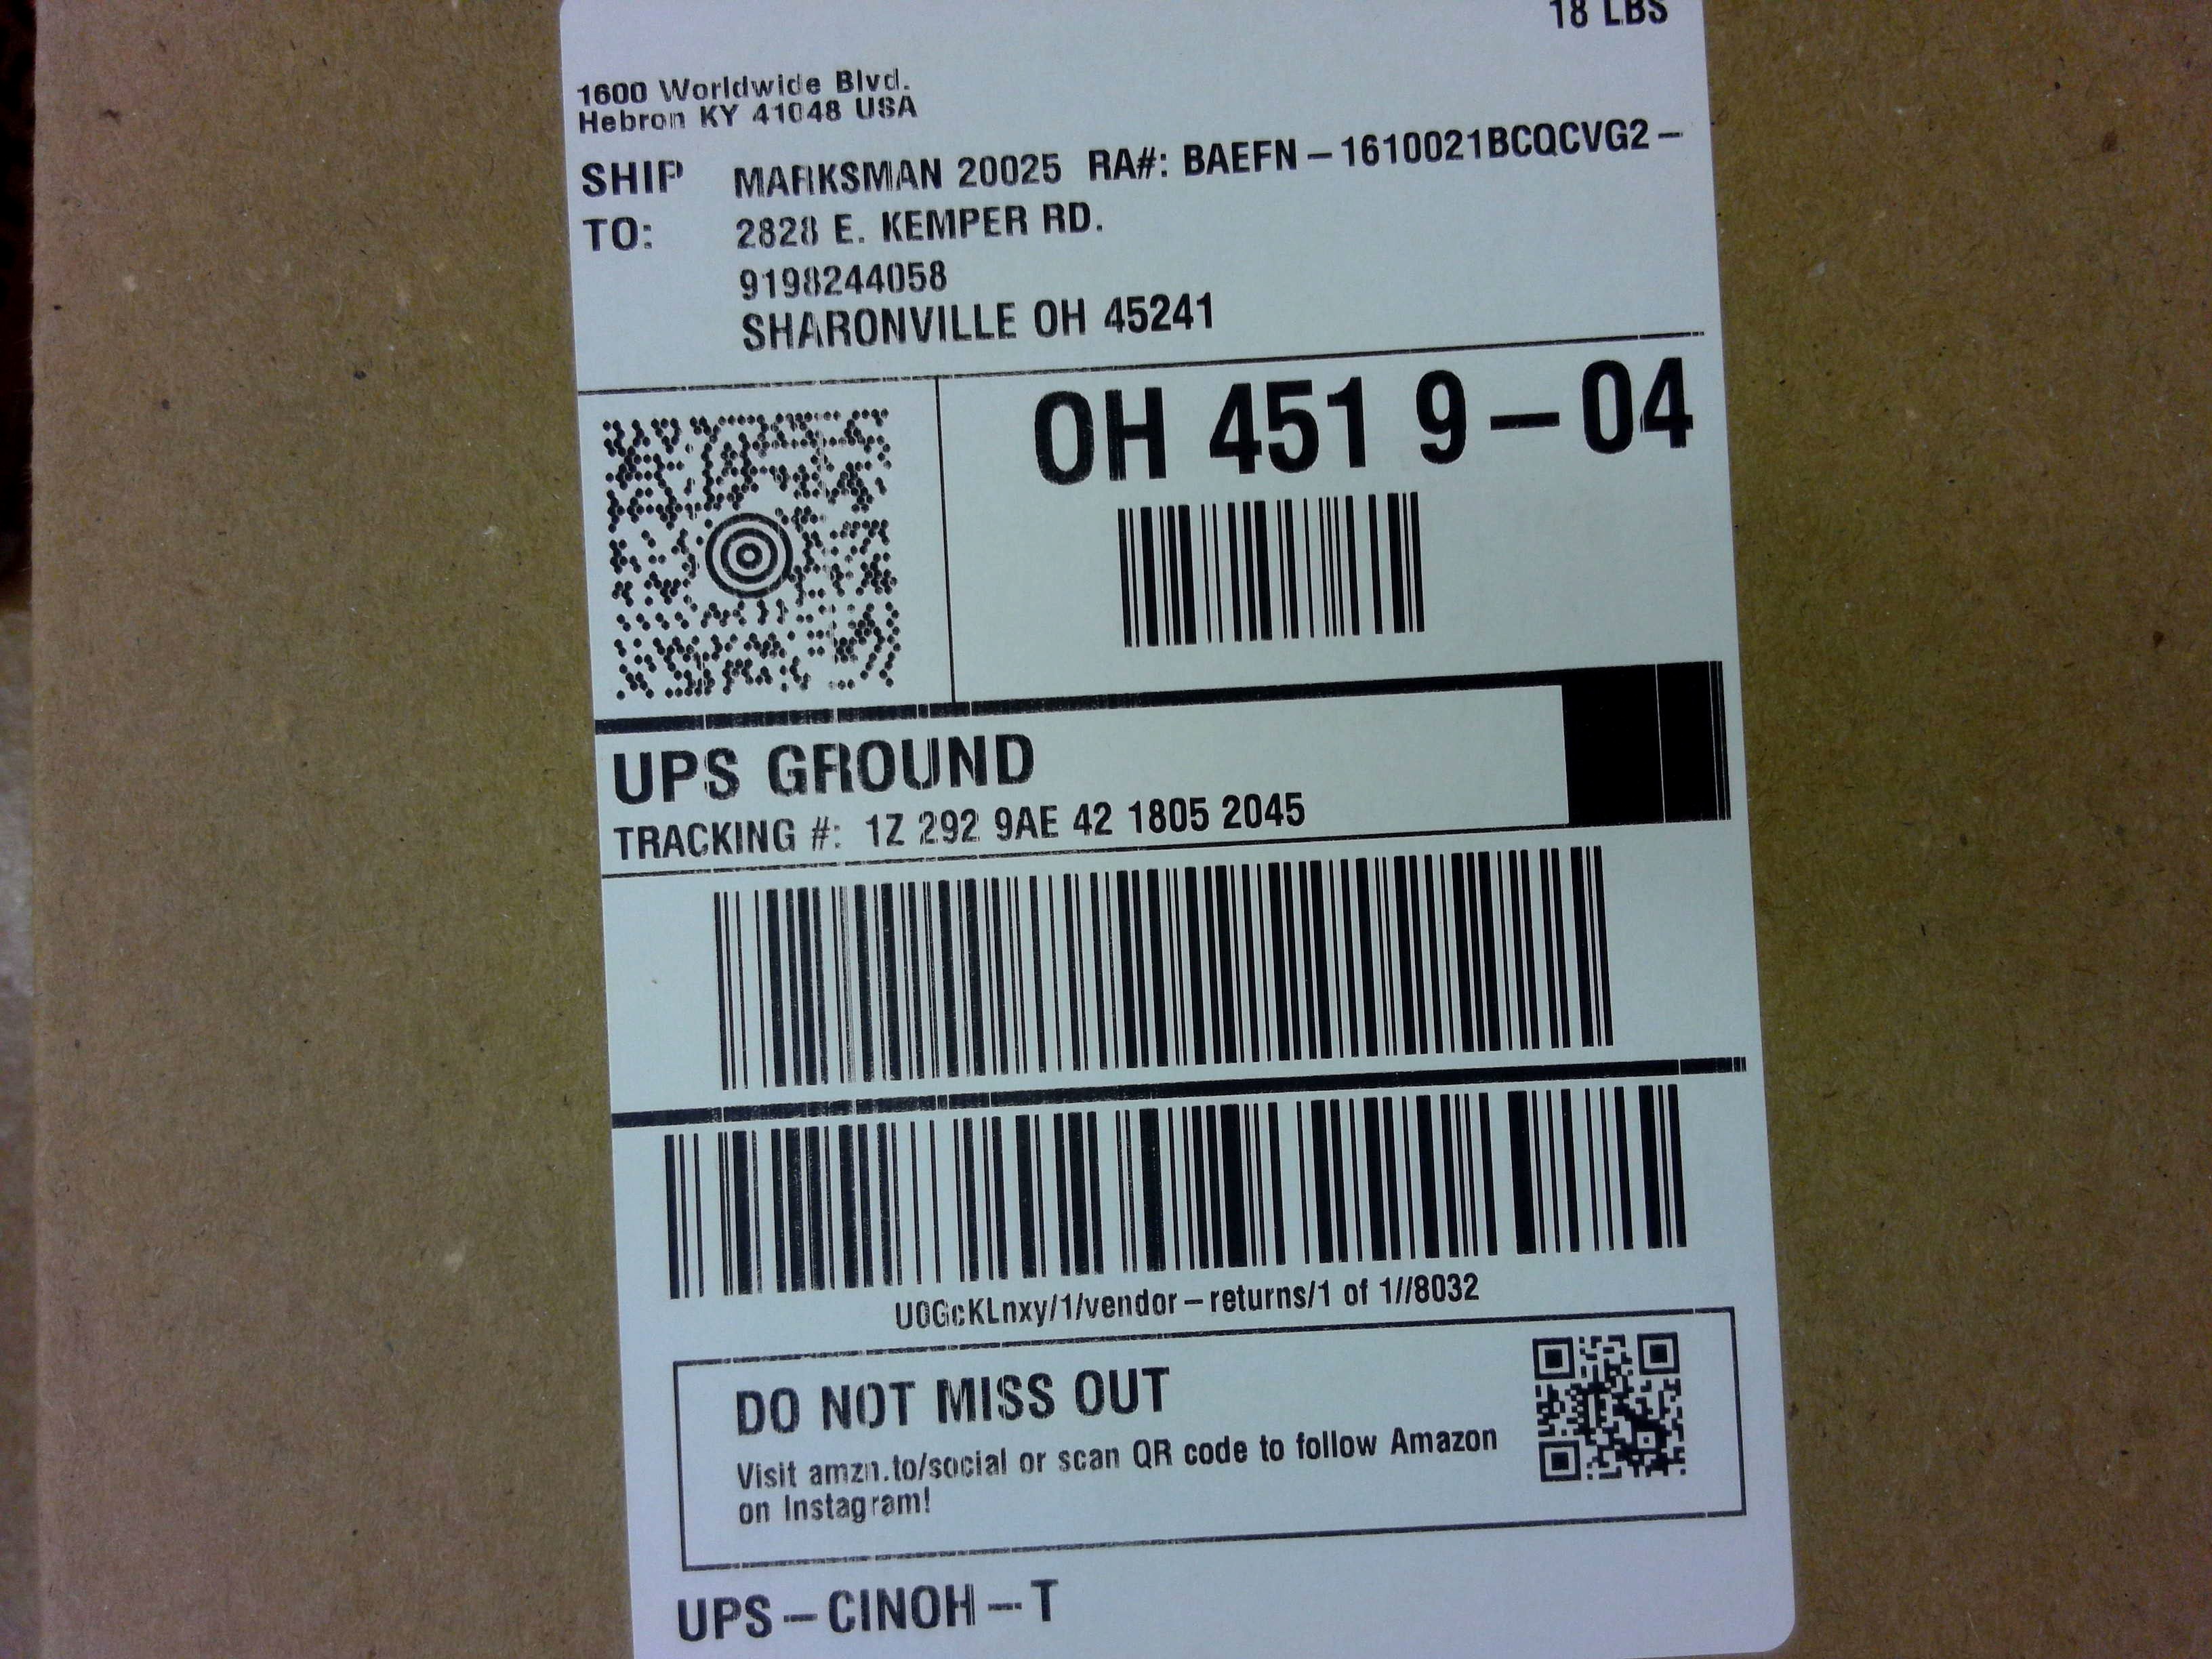 18 LBS
1600 Worldwide Blvd.
Hebron KY 41048 USA
SHIP TO:
MARKSMAN 20025 RA#: BAEFN-1610021BCQCVG2-
2828 E. KEMPER RD.
9198244058
SHARONVILLE OH 45241
OH 451 9-04
UPS GROUND
TRACKING #: 1Z 292 9AE 42 1805 2045
U0GcKLnxy/1/vendor-returns/1 of 1//8032
DO NOT MISS OUT
Visit amzn.to/social or scan QR code to follow Amazon
on Instagram!
UPS-CINOH-T